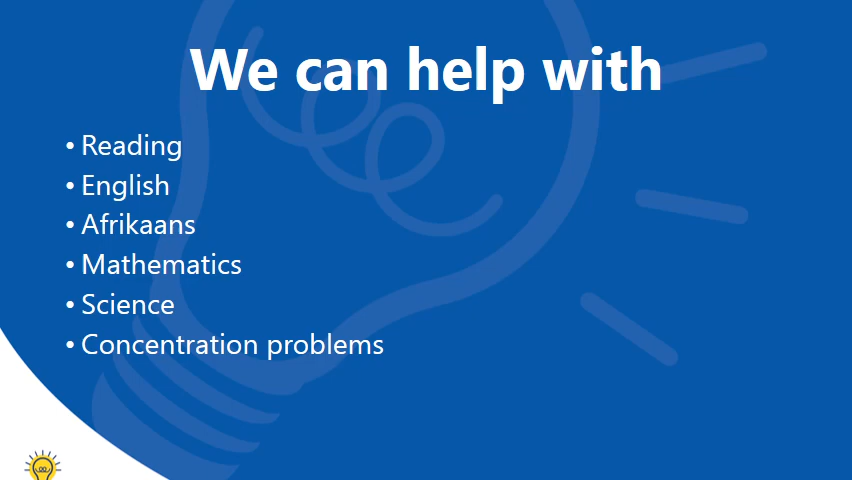 We can help with
• Reading
• English
• Afrikaans
• Mathematics
• Science
• Concentration problems